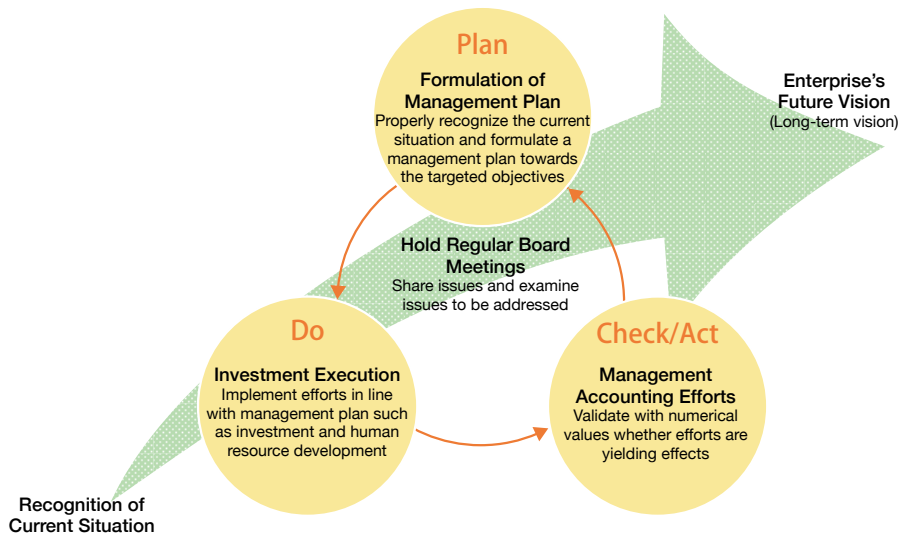 Plan
Formulation of
Management Plan
Properly recognize the current
situation and formulate a
management plan towards
the targeted objectives
Enterprise's
Future Vision
(Long-term vision)
Hold Regular Board
Meetings
Share issues and examine
issues to be addressed
Do
Investment Execution
Implement efforts in line
with management plan such
as investment and human
resource development
Check/Act
Management
Accounting Efforts
Validate with numerical
values whether efforts are
yielding effects
Recognition of
Current Situation